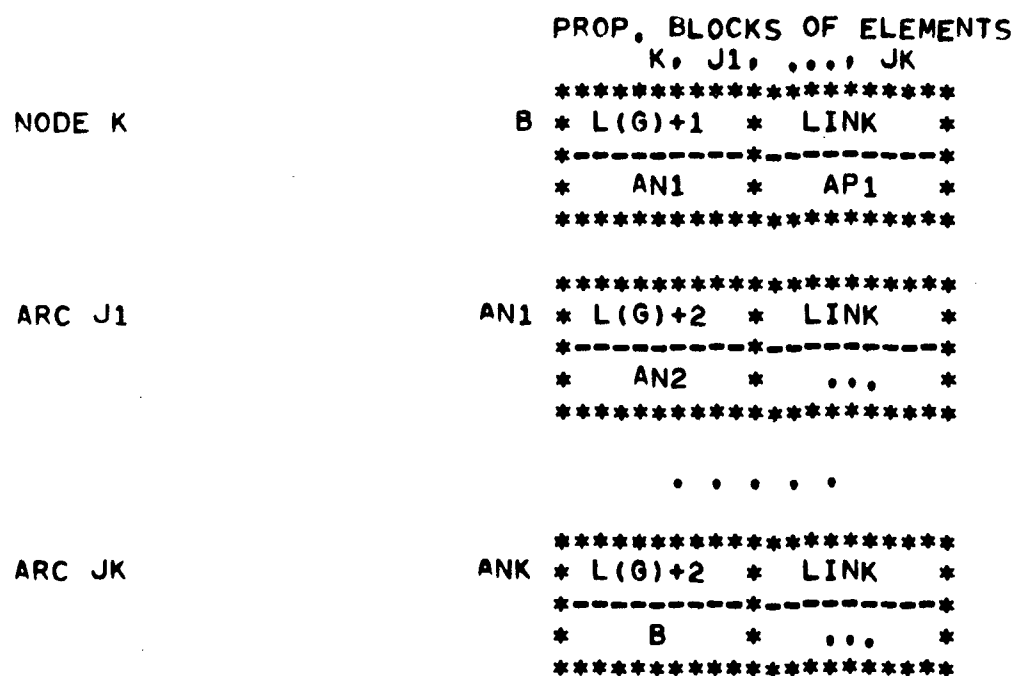 PROP. BLOCKS OF ELEMENTS
K, J1, ..., JK
*********************
NODE K B * L(G)+1 * LINK *
*---------*---------*
* AN1 * AP1 *
*********************
*********************
ARC J1 AN1 * L(G)+2 * LINK *
*---------*---------*
* AN2 * ... *
*********************
. . . . .
*********************
ARC JK ANK * L(G)+2 * LINK *
*---------*---------*
* B * ... *
*********************